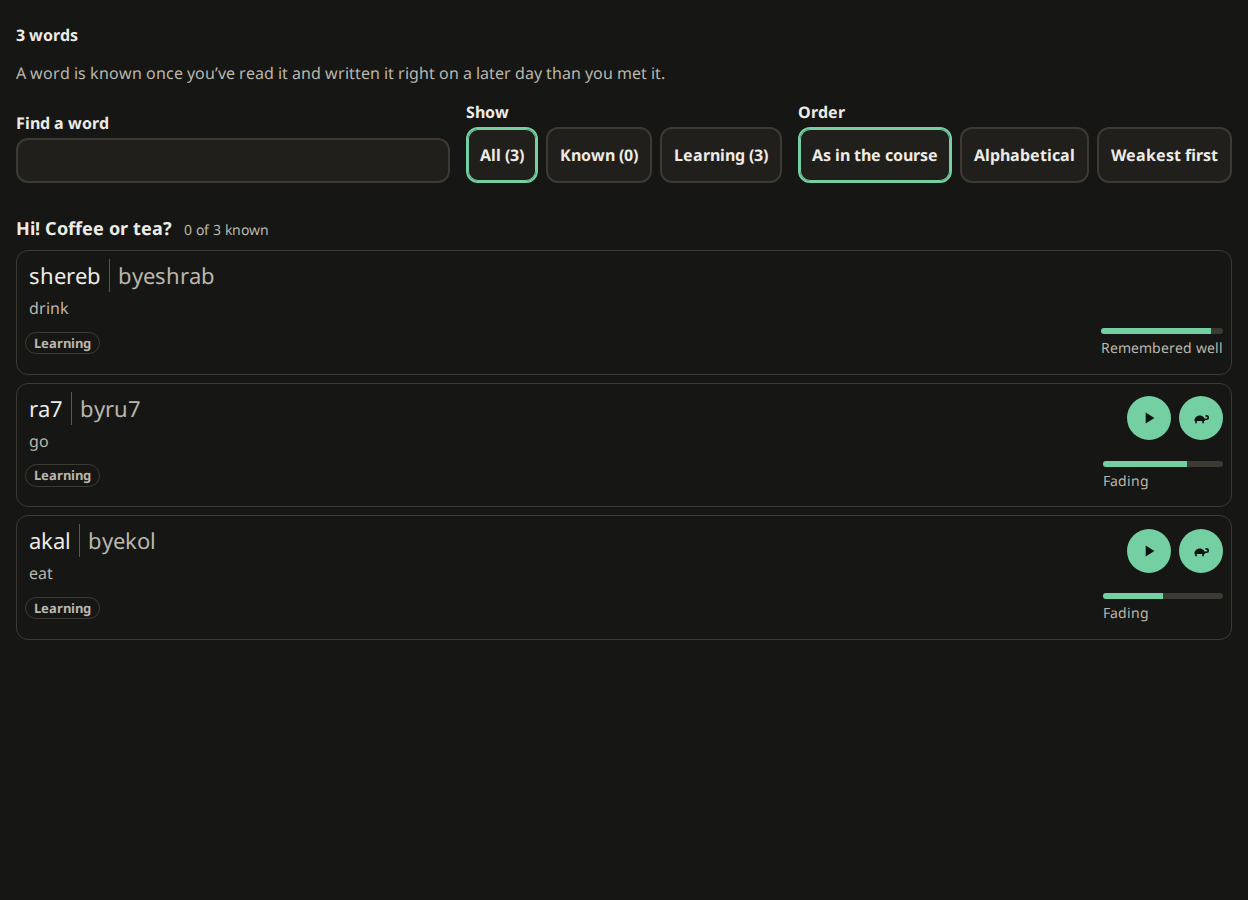 3 words
A word is known once you’ve read it and written it right on a later day than you met it.
Find a word
Show
All (3)
Known (0)
Learning (3)
Order
As in the course
Alphabetical
Weakest first
Hi! Coffee or tea? 0 of 3 known
shereb byeshrab
drink
Learning
Remembered well
ra7 byru7
go
Learning
Fading
akal byekol
eat
Learning
Fading